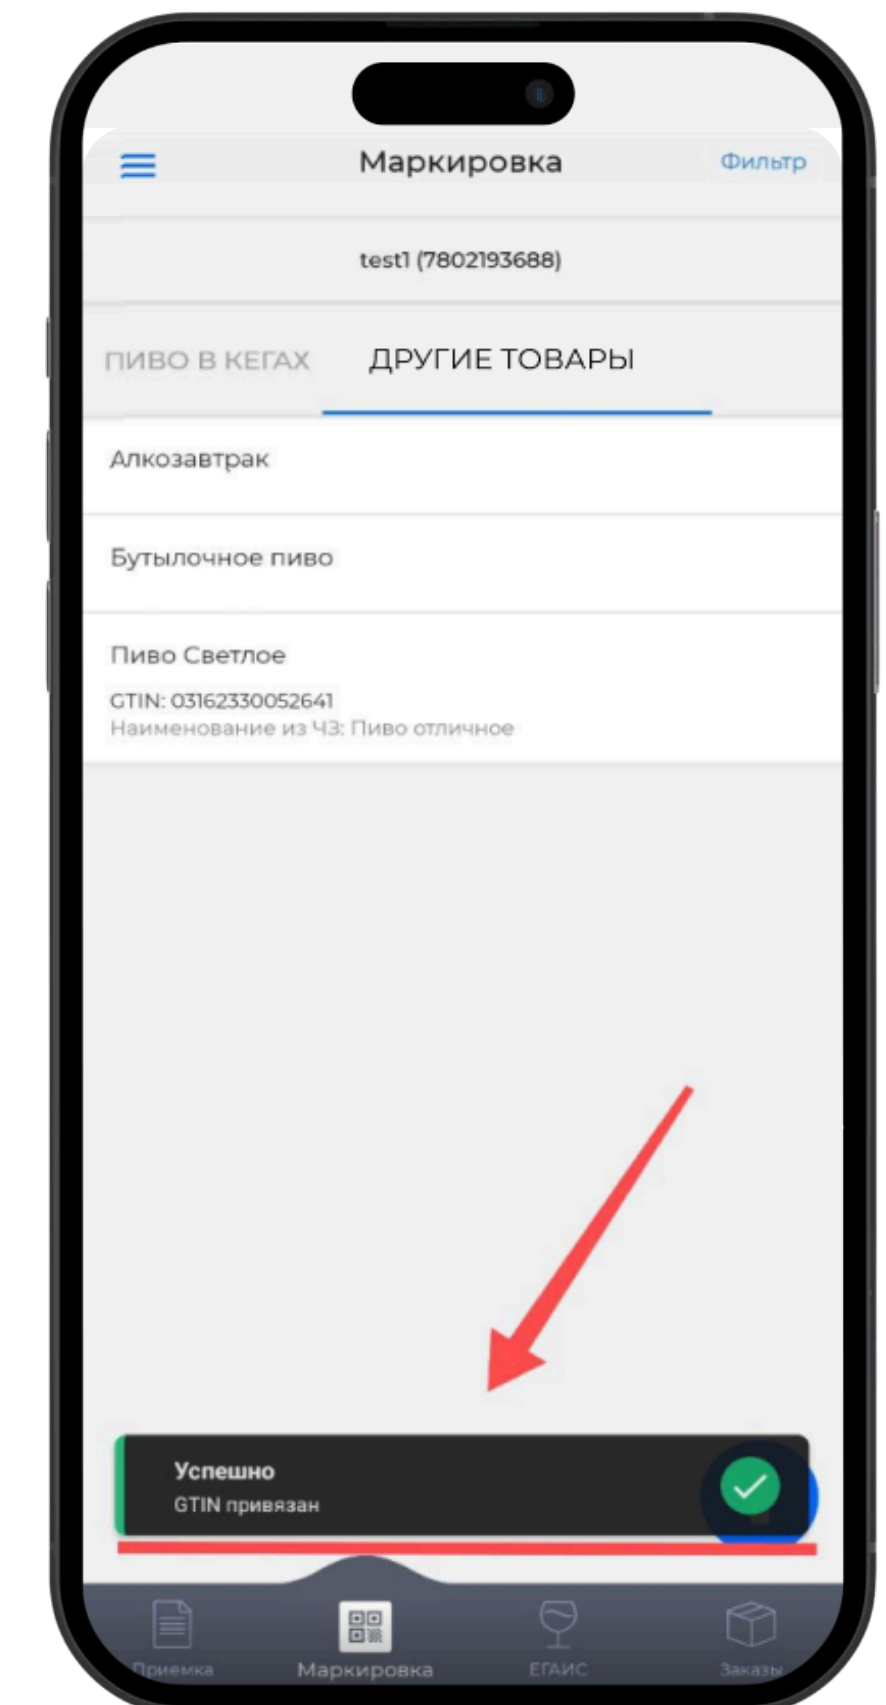 Маркировка
Фильтр
test1 (7802193688)
ПИВО В КЕГАХ
ДРУГИЕ ТОВАРЫ
Алкозавтрак
Бутылочное пиво
Пиво Светлое
GTIN: 03162330052641
Наименование из ЧЗ: Пиво отличное
Успешно
GTIN привязан
Приемка
Маркировка
ЕГАИС
Заказы